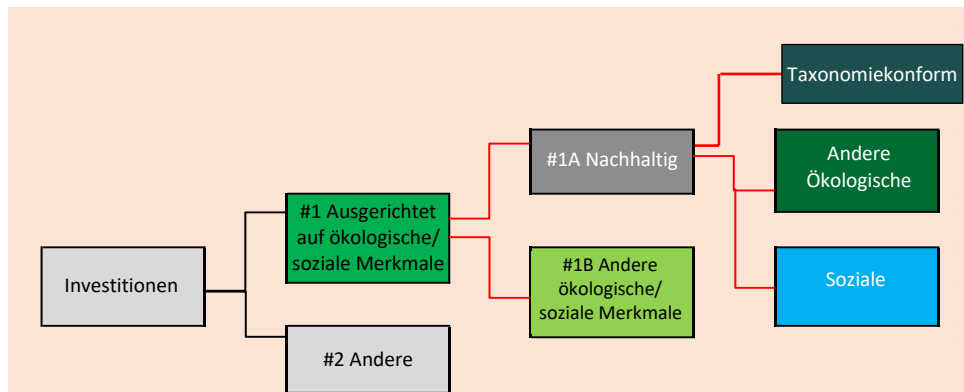 Investitionen
#1 Ausgerichtet
auf ökologische/
soziale Merkmale
#2 Andere
#1A Nachhaltig
#1B Andere
ökologische/
soziale Merkmale
Taxonomiekonform
Andere
Ökologische
Soziale